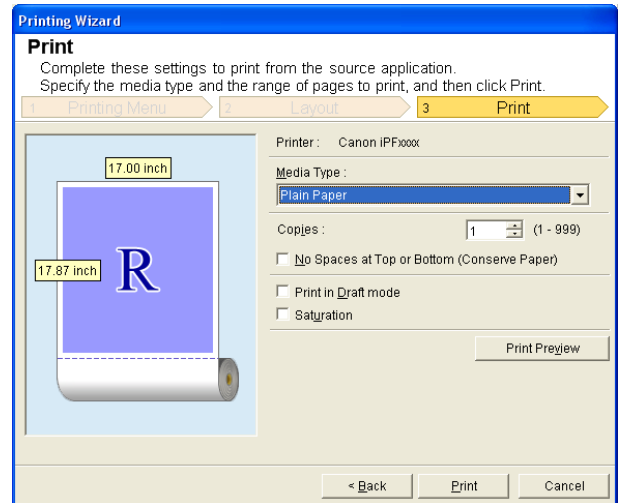 Printing Wizard
Print
Complete these settings to print from the source application.
Specify the media type and the range of pages to print, and then click Print.
1 Printing Menu 2 Layout 3 Print
Printer : Canon iPFxxxx
17.00 inch
Media Type :
Plain Paper
Copies : 1 (1 - 999)
No Spaces at Top or Bottom (Conserve Paper)
17.87 inch
R
Print in Draft mode
Saturation
Print Preview
< Back Print Cancel